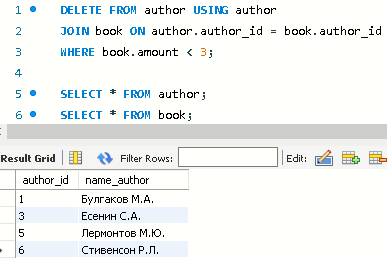 1 DELETE FROM author USING author
2 JOIN book ON author.author_id = book.author_id
3 WHERE book.amount < 3;
4
5 SELECT * FROM author;
6 SELECT * FROM book;
Result Grid Filter Rows: Edit:
author_id name_author
1 Булгаков М.А.
3 Есенин С.А.
5 Лермонтов М.Ю.
6 Стивенсон Р.Л.